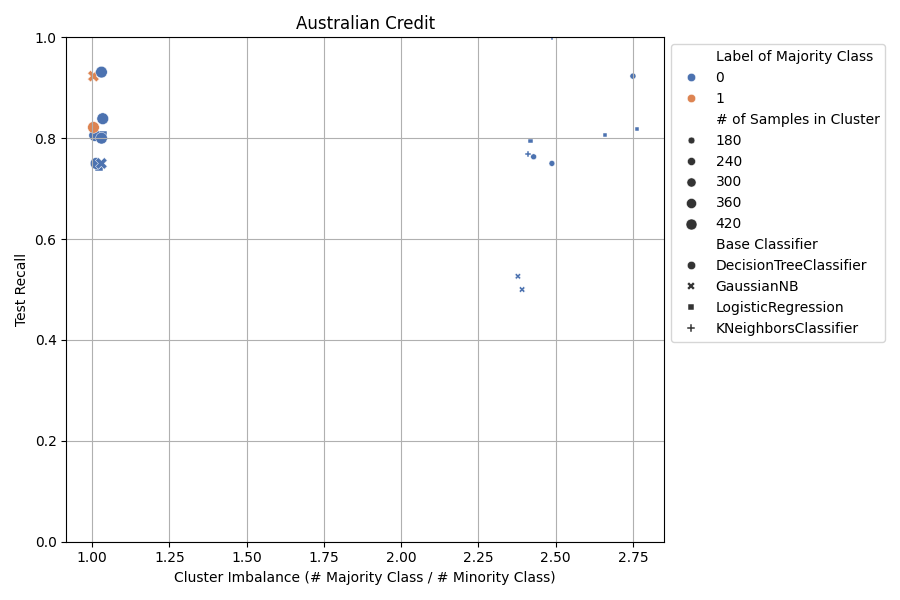 Australian Credit
1.0
0.8
0.6
0.4
0.2
0.0
Test Recall
1.00 1.25 1.50 1.75 2.00 2.25 2.50 2.75
Cluster Imbalance (# Majority Class / # Minority Class)
Label of Majority Class
0
1
# of Samples in Cluster
180
240
300
360
420
Base Classifier
DecisionTreeClassifier
GaussianNB
LogisticRegression
KNeighborsClassifier